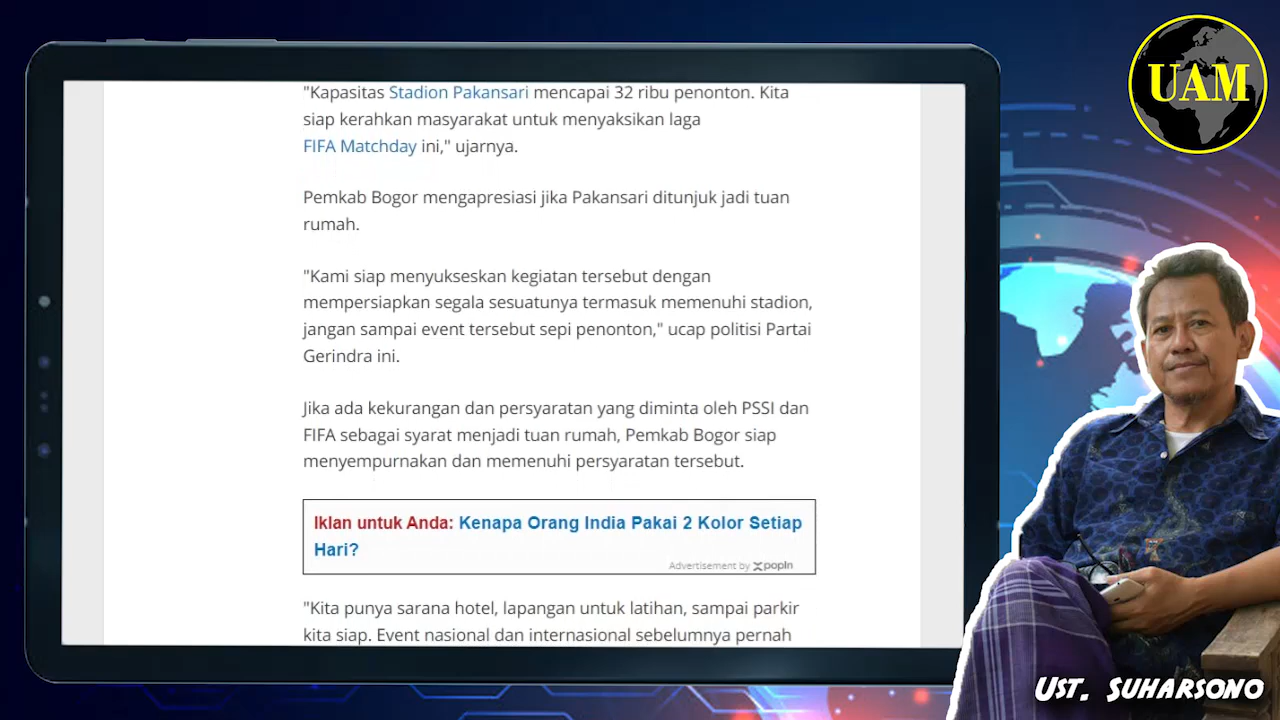 "Kapasitas Stadion Pakansari mencapai 32 ribu penonton. Kita
siap kerahkan masyarakat untuk menyaksikan laga
FIFA Matchday ini," ujarnya.
Pemkab Bogor mengapresiasi jika Pakansari ditunjuk jadi tuan
rumah.
"Kami siap menyukseskan kegiatan tersebut dengan
mempersiapkan segala sesuatunya termasuk memenuhi stadion,
jangan sampai event tersebut sepi penonton," ucap politisi Partai
Gerindra ini.
Jika ada kekurangan dan persyaratan yang diminta oleh PSSI dan
FIFA sebagai syarat menjadi tuan rumah, Pemkab Bogor siap
menyempurnakan dan memenuhi persyaratan tersebut.
Iklan untuk Anda: Kenapa Orang India Pakai 2 Kolor Setiap
Hari?
Advertisement by popIn
"Kita punya sarana hotel, lapangan untuk latihan, sampai parkir
kita siap. Event nasional dan internasional sebelumnya pernah
UAM
UST. SUHARSONO